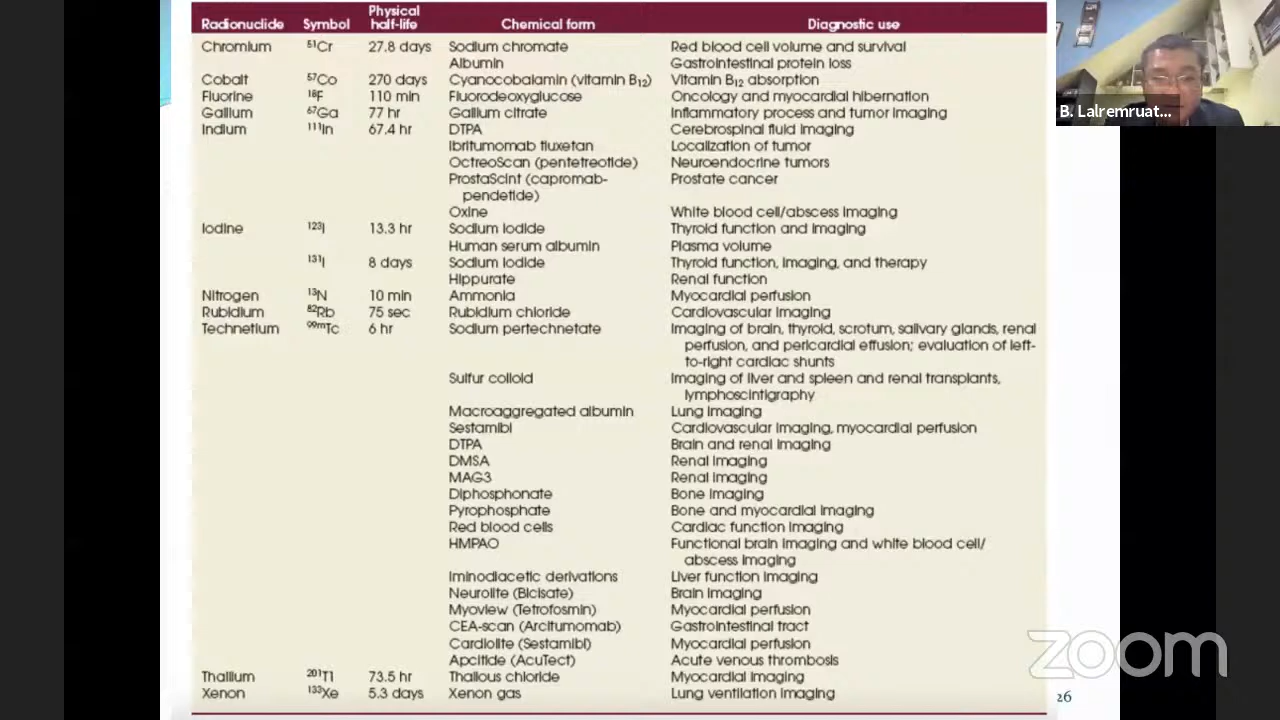 Radionuclide Symbol Physical half-life Chemical form Diagnostic use
Chromium ⁵¹Cr 27.8 days Sodium chromate Red blood cell volume and survival
Albumin Gastrointestinal protein loss
Cobalt ⁵⁷Co 270 days Cyanocobalamin (vitamin B₁₂) Vitamin B₁₂ absorption
Fluorine ¹⁸F 110 min Fluorodeoxyglucose Oncology and myocardial hibernation
Gallium ⁶⁷Ga 77 hr Gallium citrate Inflammatory process and tumor imaging
Indium ¹¹¹In 67.4 hr DTPA Cerebrospinal fluid imaging
Ibritumomab tiuxetan Localization of tumor
OctreoScan (pentetreotide) Neuroendocrine tumors
ProstaScint (capromab- Prostate cancer
pendetide)
Oxine White blood cell/abscess imaging
Iodine ¹²³I 13.3 hr Sodium iodide Thyroid function and imaging
Human serum albumin Plasma volume
¹³¹I 8 days Sodium iodide Thyroid function, imaging, and therapy
Hippurate Renal function
Nitrogen ¹³N 10 min Ammonia Myocardial perfusion
Rubidium ⁸²Rb 75 sec Rubidium chloride Cardiovascular imaging
Technetium ⁹⁹ᵐTc 6 hr Sodium pertechnetate Imaging of brain, thyroid, scrotum, salivary glands, renal
perfusion, and pericardial effusion; evaluation of left-
to-right cardiac shunts
Sulfur colloid Imaging of liver and spleen and renal transplants,
lymphoscintigraphy
Macroaggregated albumin Lung imaging
Sestamibi Cardiovascular imaging, myocardial perfusion
DTPA Brain and renal imaging
DMSA Renal imaging
MAG3 Renal imaging
Diphosphonate Bone imaging
Pyrophosphate Bone and myocardial imaging
Red blood cells Cardiac function imaging
HMPAO Functional brain imaging and white blood cell/
abscess imaging
Iminodiacetic derivations Liver function imaging
Neurolite (Bicisate) Brain imaging
Myoview (Tetrofosmin) Myocardial perfusion
CEA-scan (Arcitumomab) Gastrointestinal tract
Cardiolite (Sestamibi) Myocardial perfusion
Apcitide (AcuTect) Acute venous thrombosis
Thallium ²⁰¹Tl 73.5 hr Thallous chloride Myocardial imaging
Xenon ¹³³Xe 5.3 days Xenon gas Lung ventilation imaging
B. Lalremruat...
zoom
26